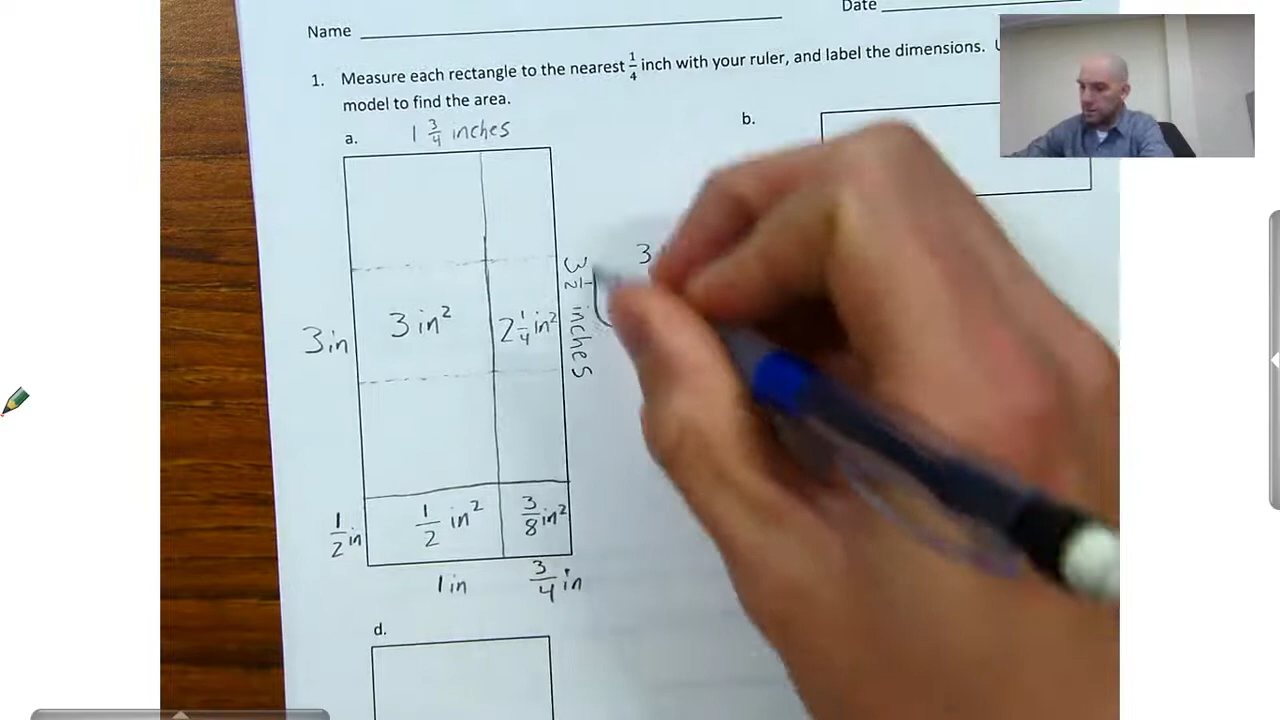 Name
Date
1. Measure each rectangle to the nearest 1/4 inch with your ruler, and label the dimensions.
model to find the area.
a. 1 3/4 inches
b.
3
3 in
3 in²
2 1/4 in²
3 1/2 inches
1/2 in
1/2 in²
3/8 in²
1 in
3/4 in
d.